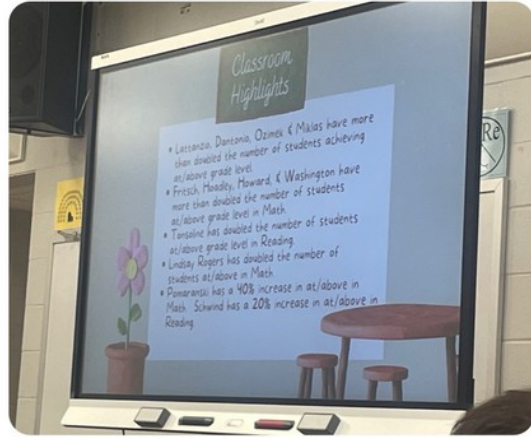 Classroom
Highlights
• Lattanzio, Dantonio, Ozimek & Miklas have more
than doubled the number of students achieving
at/above grade level.
• Fritsch, Hoadley, Howard, & Washington have
more than doubled the number of students
at/above grade level in Math.
• Tonsoline has doubled the number of students
at/above grade level in Reading.
• Lindsay Rogers has doubled the number of
students at/above in Math
• Pomaranski has a 40% increase in at/above in
Math. Schwind has a 20% increase in at/above in
Reading.
Re